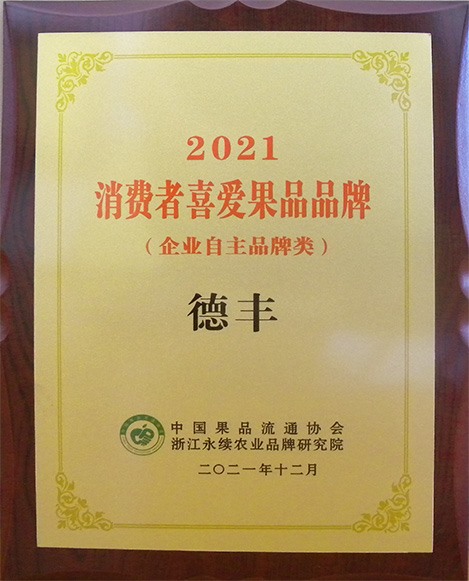 2021
消费者喜爱果品品牌
（企业自主品牌类）
德丰
中国果品流通协会
浙江永续农业品牌研究院
二〇二一年十二月